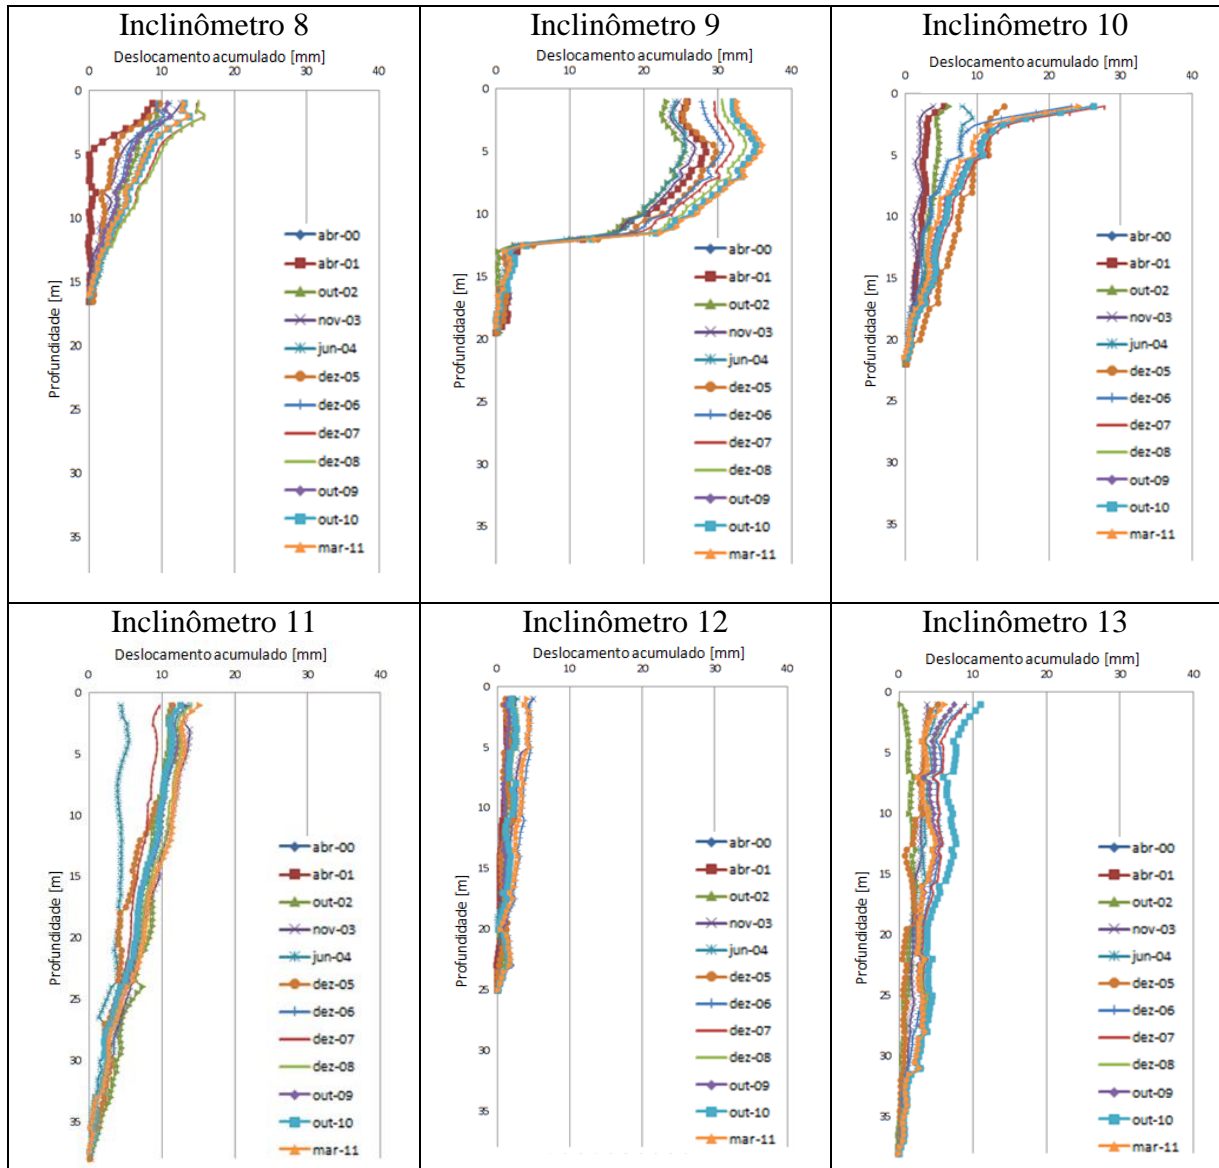 Inclinômetro 8
Deslocamento acumulado [mm]
0 10 20 30 40
0
5
10
15
20
25
30
35
Profundidade [m]
abr-00
abr-01
out-02
nov-03
jun-04
dez-05
dez-06
dez-07
dez-08
out-09
out-10
mar-11
Inclinômetro 9
Deslocamento acumulado [mm]
0 10 20 30 40
0
5
10
15
20
25
30
35
Profundidade [m]
abr-00
abr-01
out-02
nov-03
jun-04
dez-05
dez-06
dez-07
dez-08
out-09
out-10
mar-11
Inclinômetro 10
Deslocamento acumulado [mm]
0 10 20 30 40
0
5
10
15
20
25
30
35
Profundidade [m]
abr-00
abr-01
out-02
nov-03
jun-04
dez-05
dez-06
dez-07
dez-08
out-09
out-10
mar-11
Inclinômetro 11
Deslocamento acumulado [mm]
0 10 20 30 40
0
5
10
15
20
25
30
35
Profundidade [m]
abr-00
abr-01
out-02
nov-03
jun-04
dez-05
dez-06
dez-07
dez-08
out-09
out-10
mar-11
Inclinômetro 12
Deslocamento acumulado [mm]
0 10 20 30 40
0
5
10
15
20
25
30
35
Profundidade [m]
abr-00
abr-01
out-02
nov-03
jun-04
dez-05
dez-06
dez-07
dez-08
out-09
out-10
mar-11
Inclinômetro 13
Deslocamento acumulado [mm]
0 10 20 30 40
0
5
10
15
20
25
30
35
Profundidade [m]
abr-00
abr-01
out-02
nov-03
jun-04
dez-05
dez-06
dez-07
dez-08
out-09
out-10
mar-11